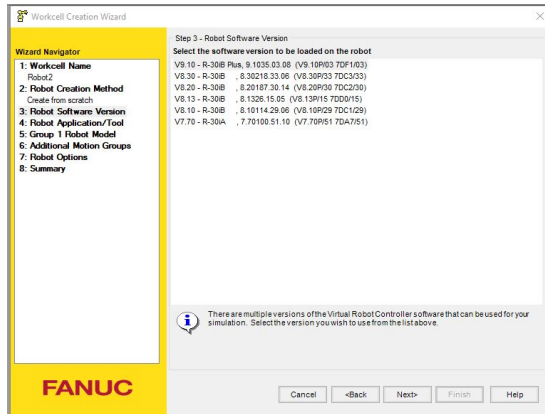 Workcell Creation Wizard
Wizard Navigator
1: Workcell Name
Robot2
2: Robot Creation Method
Create from scratch
3: Robot Software Version
4: Robot Application/Tool
5: Group 1 Robot Model
6: Additional Motion Groups
7: Robot Options
8: Summary
FANUC
Step 3 - Robot Software Version
Select the software version to be loaded on the robot
V9.10 - R-30iB Plus, 9.1035.03.08 (V9.10P/03 7DF1/03)
V8.30 - R-30iB , 8.30218.33.06 (V8.30P/33 7DC3/33)
V8.20 - R-30iB , 8.20187.30.14 (V8.20P/30 7DC2/30)
V8.13 - R-30iB , 8.1326.15.05 (V8.13P/15 7DD0/15)
V8.10 - R-30iB , 8.10114.29.06 (V8.10P/29 7DC1/29)
V7.70 - R-30iA , 7.70100.51.10 (V7.70P/51 7DA7/51)
There are multiple versions of the Virtual Robot Controller software that can be used for your
simulation. Select the version you wish to use from the list above.
Cancel <Back Next> Finish Help